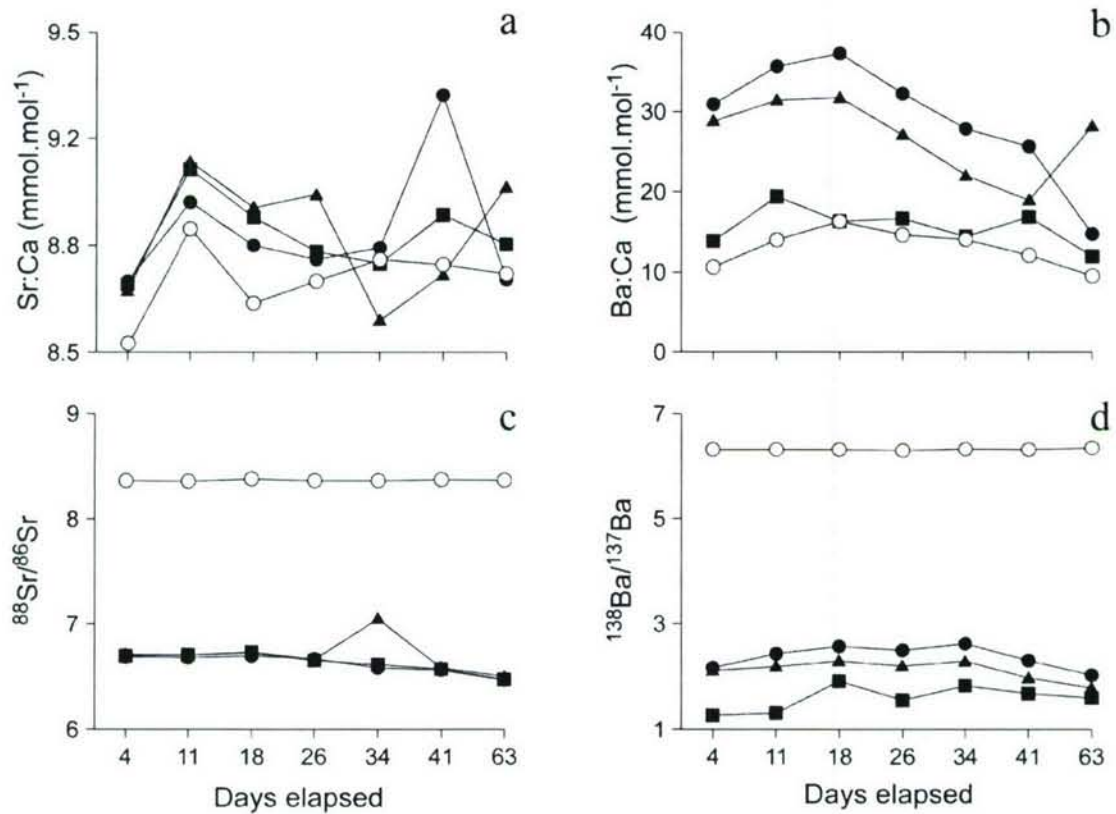 a
9.5
9.2
8.8
8.5
Sr:Ca (mmol.mol⁻¹)
b
40
30
20
10
0
Ba:Ca (mmol.mol⁻¹)
c
9
8
7
6
⁸⁸Sr/⁸⁶Sr
4 11 18 26 34 41 63
Days elapsed
d
7
5
3
1
¹³⁸Ba/¹³⁷Ba
4 11 18 26 34 41 63
Days elapsed